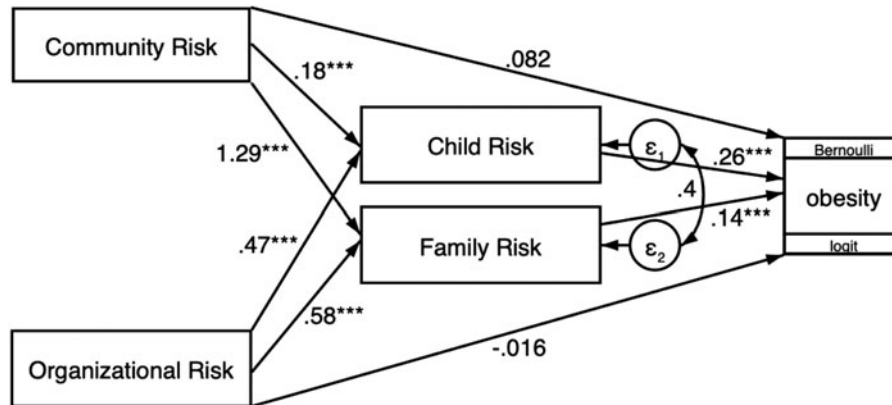 Community Risk
.082
.18***
Child Risk
ε1
.26***
Bernoulli
1.29***
.4
obesity
.14***
.47***
Family Risk
ε2
logit
.58***
-.016
Organizational Risk